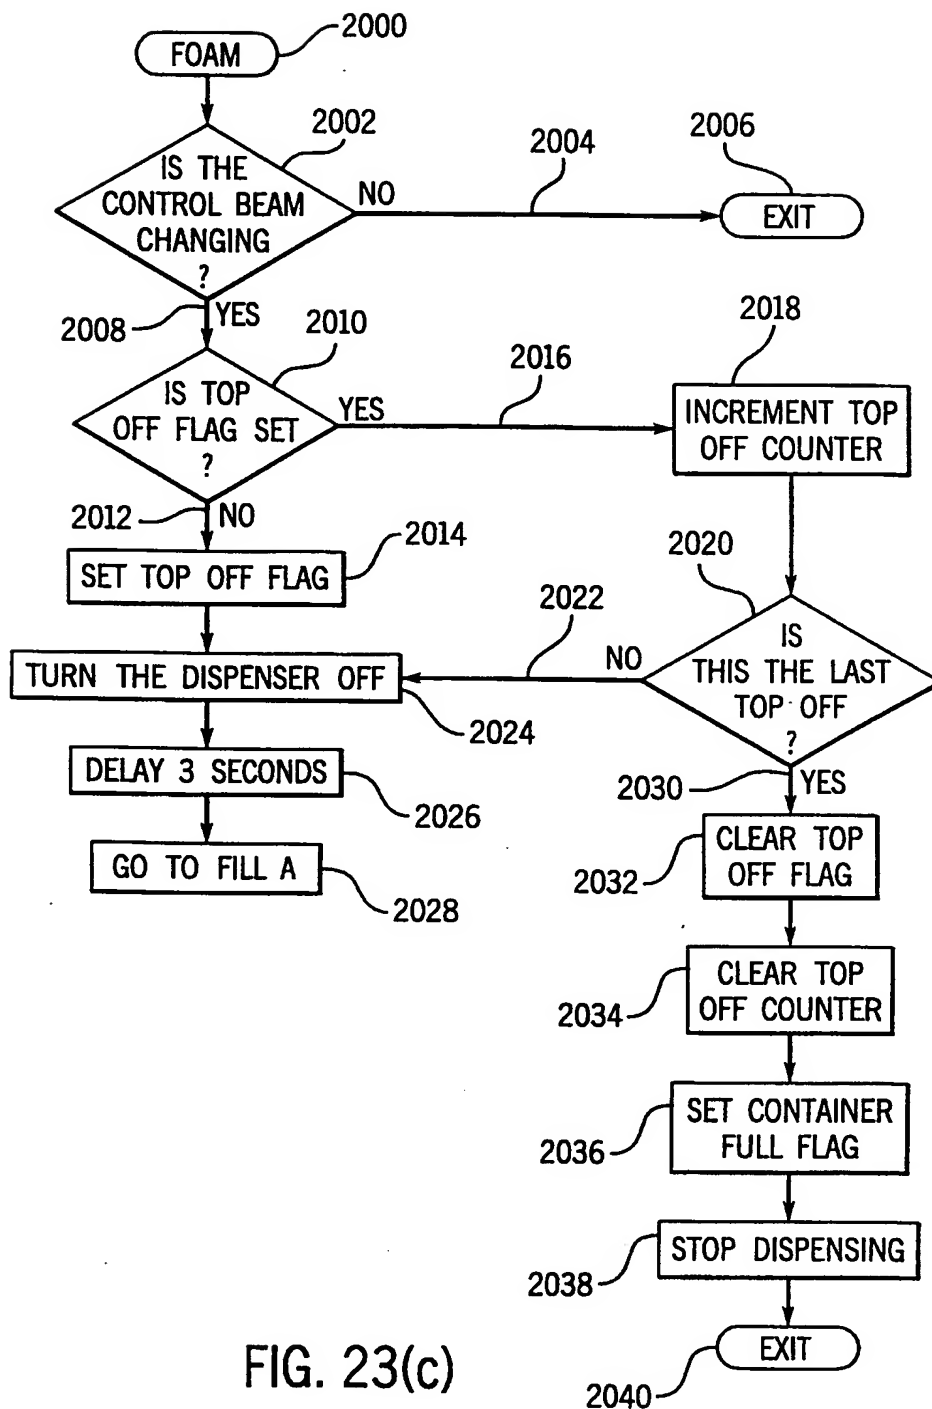 FOAM
2000
IS THE
CONTROL BEAM
CHANGING
?
2002
NO
2004
2006
EXIT
2008
YES
IS TOP
OFF FLAG SET
?
2010
YES
2016
2018
INCREMENT TOP
OFF COUNTER
2012
NO
SET TOP OFF FLAG
2014
2020
IS
THIS THE LAST
TOP OFF
?
NO
2022
TURN THE DISPENSER OFF
2024
DELAY 3 SECONDS
2026
GO TO FILL A
2028
2030
YES
CLEAR TOP
OFF FLAG
2032
CLEAR TOP
OFF COUNTER
2034
SET CONTAINER
FULL FLAG
2036
STOP DISPENSING
2038
EXIT
2040
FIG. 23(c)